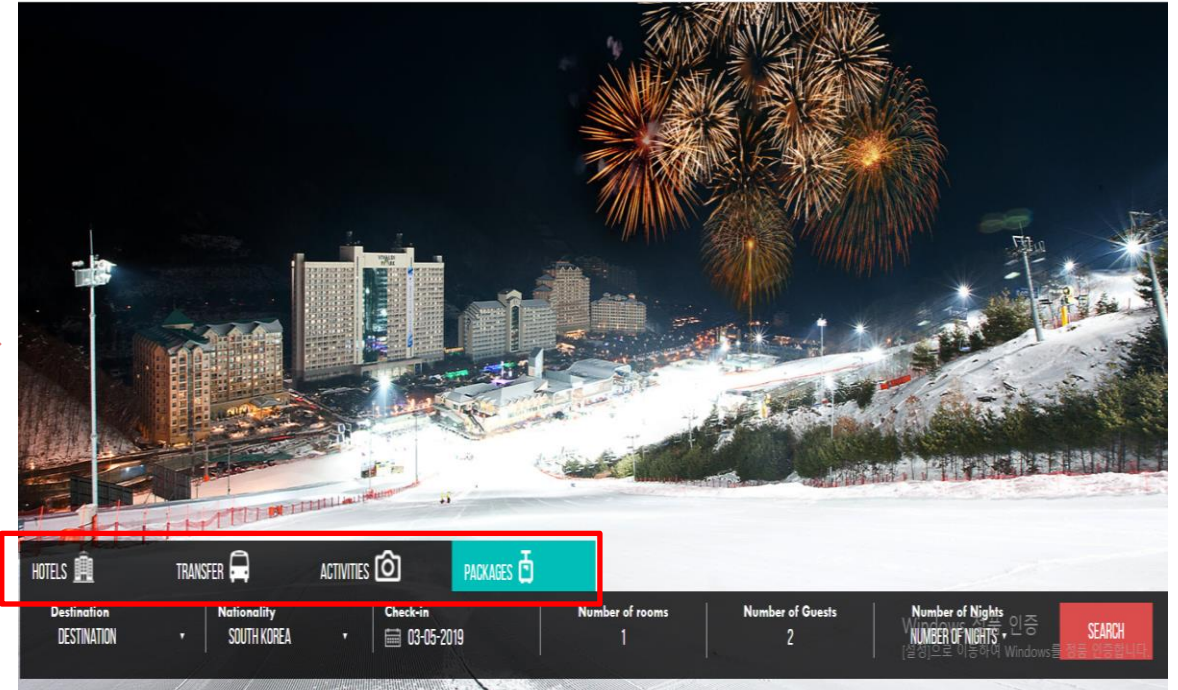 HOTELS TRANSFER ACTIVITIES PACKAGES
Destination Nationality Check-in Number of rooms Number of Guests Number of Nights
DESTINATION SOUTH KOREA 03-05-2019 1 2 NUMBER OF NIGHTS SEARCH
Windows 정품 인증
[설정]으로 이동하여 Windows를 정품 인증합니다.